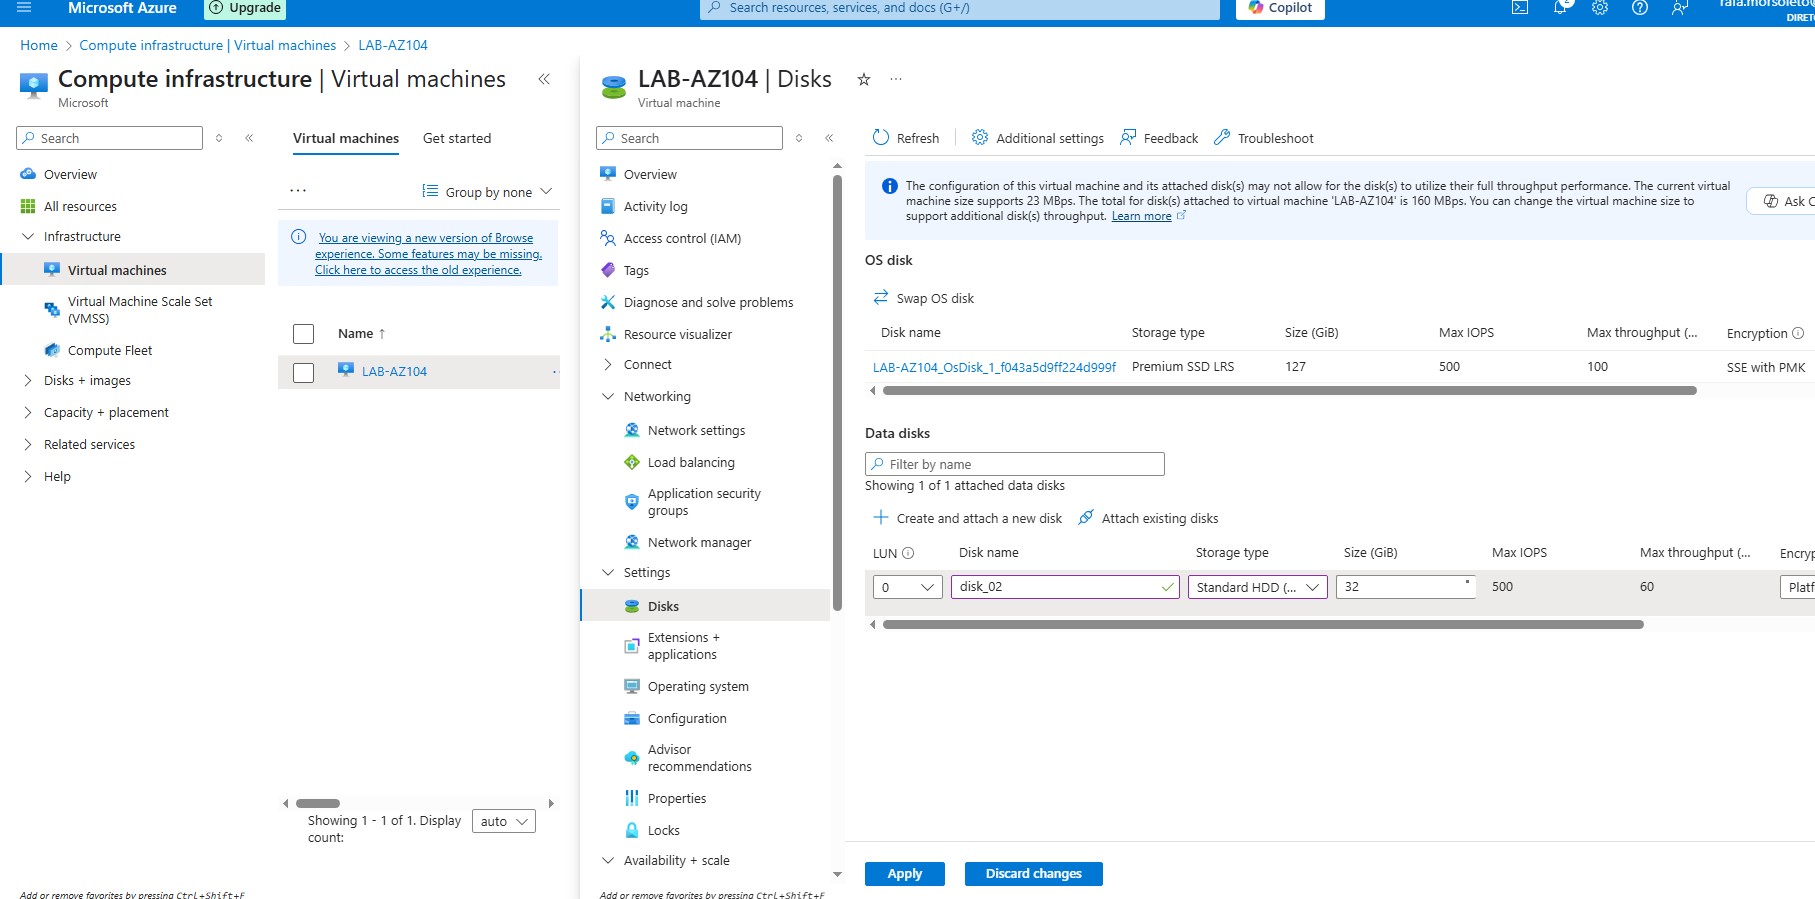 Microsoft Azure
Upgrade
Search resources, services, and docs (G+/)
Copilot
2
DIRET
Home > Compute infrastructure | Virtual machines > LAB-AZ104
Compute infrastructure | Virtual machines
Microsoft
Search
Overview
All resources
Infrastructure
Virtual machines
Virtual Machine Scale Set
(VMSS)
Compute Fleet
Disks + images
Capacity + placement
Related services
Help
Add or remove favorites by pressing Ctrl+Shift+F
Virtual machines
Get started
Group by none
You are viewing a new version of Browse
experience. Some features may be missing.
Click here to access the old experience.
Name ↑
LAB-AZ104
Showing 1 - 1 of 1. Display
count:
auto
LAB-AZ104 | Disks
Virtual machine
Search
Overview
Activity log
Access control (IAM)
Tags
Diagnose and solve problems
Resource visualizer
Connect
Networking
Network settings
Load balancing
Application security
groups
Network manager
Settings
Disks
Extensions +
applications
Operating system
Configuration
Advisor
recommendations
Properties
Locks
Availability + scale
Add or remove favorites by pressing Ctrl+Shift+F
Refresh
Additional settings
Feedback
Troubleshoot
The configuration of this virtual machine and its attached disk(s) may not allow for the disk(s) to utilize their full throughput performance. The current virtual
machine size supports 23 MBps. The total for disk(s) attached to virtual machine 'LAB-AZ104' is 160 MBps. You can change the virtual machine size to
support additional disk(s) throughput. Learn more
Ask C
OS disk
Swap OS disk
Disk name Storage type Size (GiB) Max IOPS Max throughput (... Encryption
LAB-AZ104_OsDisk_1_f043a5d9ff224d999f Premium SSD LRS 127 500 100 SSE with PMK
Data disks
Filter by name
Showing 1 of 1 attached data disks
Create and attach a new disk
Attach existing disks
LUN Disk name Storage type Size (GiB) Max IOPS Max throughput (... Encryp
0 disk_02 Standard HDD (... 32 500 60 Platf
Apply
Discard changes